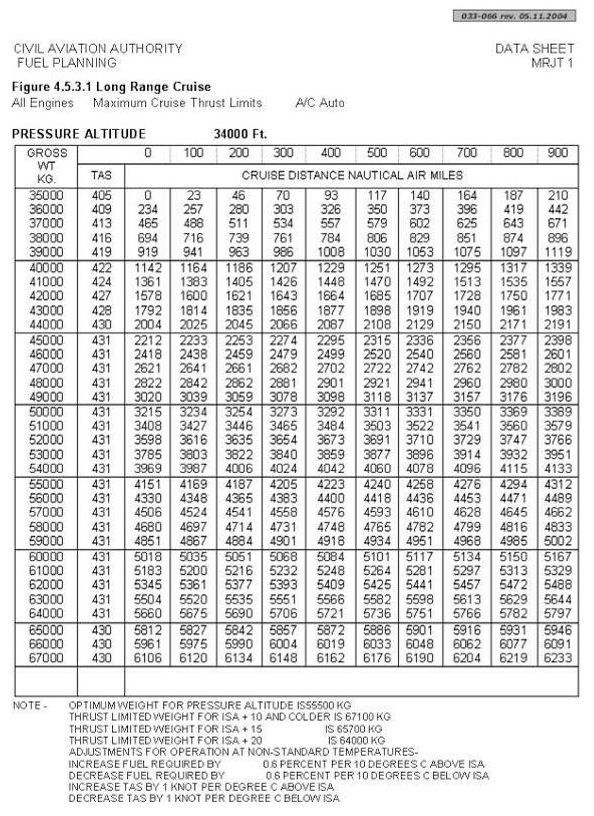 033-066 rev. 05.11.2004
CIVIL AVIATION AUTHORITY DATA SHEET
FUEL PLANNING MRJT 1
Figure 4.5.3.1 Long Range Cruise
All Engines Maximum Cruise Thrust Limits A/C Auto
PRESSURE ALTITUDE 34000 Ft.
GROSS 0 100 200 300 400 500 600 700 800 900
WT
KG. TAS CRUISE DISTANCE NAUTICAL AIR MILES
35000 405 0 23 46 70 93 117 140 164 187 210
36000 409 234 257 280 303 326 350 373 396 419 442
37000 413 465 488 511 534 557 579 602 625 643 671
38000 416 694 716 739 761 784 806 829 851 874 896
39000 419 919 941 963 986 1008 1030 1053 1075 1097 1119
40000 422 1142 1164 1186 1207 1229 1251 1273 1295 1317 1339
41000 424 1361 1383 1405 1426 1448 1470 1492 1513 1535 1557
42000 427 1578 1600 1621 1643 1664 1685 1707 1728 1750 1771
43000 428 1792 1814 1835 1856 1877 1898 1919 1940 1961 1983
44000 430 2004 2025 2045 2066 2087 2108 2129 2150 2171 2191
45000 431 2212 2233 2253 2274 2295 2315 2336 2356 2377 2398
46000 431 2418 2438 2459 2479 2499 2520 2540 2560 2581 2601
47000 431 2621 2641 2661 2682 2702 2722 2742 2762 2782 2802
48000 431 2822 2842 2862 2881 2901 2921 2941 2960 2980 3000
49000 431 3020 3039 3059 3078 3098 3118 3137 3157 3176 3196
50000 431 3215 3234 3254 3273 3292 3311 3331 3350 3369 3389
51000 431 3408 3427 3446 3465 3484 3503 3522 3541 3560 3579
52000 431 3598 3616 3635 3654 3673 3691 3710 3729 3747 3766
53000 431 3785 3803 3822 3840 3859 3877 3896 3914 3932 3951
54000 431 3969 3987 4006 4024 4042 4060 4078 4096 4115 4133
55000 431 4151 4169 4187 4205 4223 4240 4258 4276 4294 4312
56000 431 4330 4348 4365 4383 4400 4418 4436 4453 4471 4489
57000 431 4506 4524 4541 4558 4576 4593 4610 4628 4645 4662
58000 431 4680 4697 4714 4731 4748 4765 4782 4799 4816 4833
59000 431 4851 4867 4884 4901 4918 4934 4951 4968 4985 5002
60000 431 5018 5035 5051 5068 5084 5101 5117 5134 5150 5167
61000 431 5183 5200 5216 5232 5248 5264 5281 5297 5313 5329
62000 431 5345 5361 5377 5393 5409 5425 5441 5457 5472 5488
63000 431 5504 5520 5535 5551 5566 5582 5598 5613 5629 5644
64000 431 5660 5675 5690 5706 5721 5736 5751 5766 5782 5797
65000 430 5812 5827 5842 5857 5872 5886 5901 5916 5931 5946
66000 430 5961 5975 5990 6004 6019 6033 6048 6062 6077 6091
67000 430 6106 6120 6134 6148 6162 6176 6190 6204 6219 6233
NOTE - OPTIMUM WEIGHT FOR PRESSURE ALTITUDE IS55500 KG
THRUST LIMITED WEIGHT FOR ISA + 10 AND COLDER IS 67100 KG
THRUST LIMITED WEIGHT FOR ISA + 15 IS 65700 KG
THRUST LIMITED WEIGHT FOR ISA + 20 IS 64000 KG
ADJUSTMENTS FOR OPERATION AT NON-STANDARD TEMPERATURES-
INCREASE FUEL REQUIRED BY 0.6 PERCENT PER 10 DEGREES C ABOVE ISA
DECREASE FUEL REQUIRED BY 0.6 PERCENT PER 10 DEGREES C BELOW ISA
INCREASE TAS BY 1 KNOT PER DEGREE C ABOVE ISA
DECREASE TAS BY 1 KNOT PER DEGREE C BELOW ISA